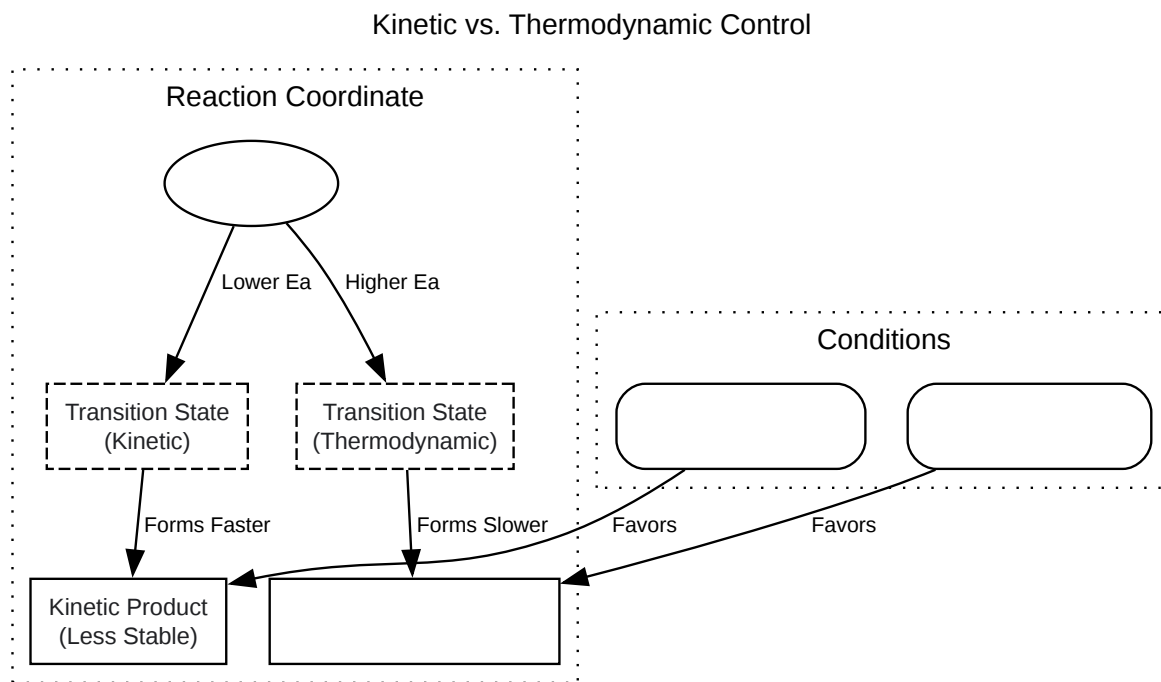 Kinetic vs. Thermodynamic Control
Reaction Coordinate
Lower Ea
Higher Ea
Conditions
Transition State
(Kinetic)
Transition State
(Thermodynamic)
Forms Faster
Forms Slower
Favors
Favors
Kinetic Product
(Less Stable)